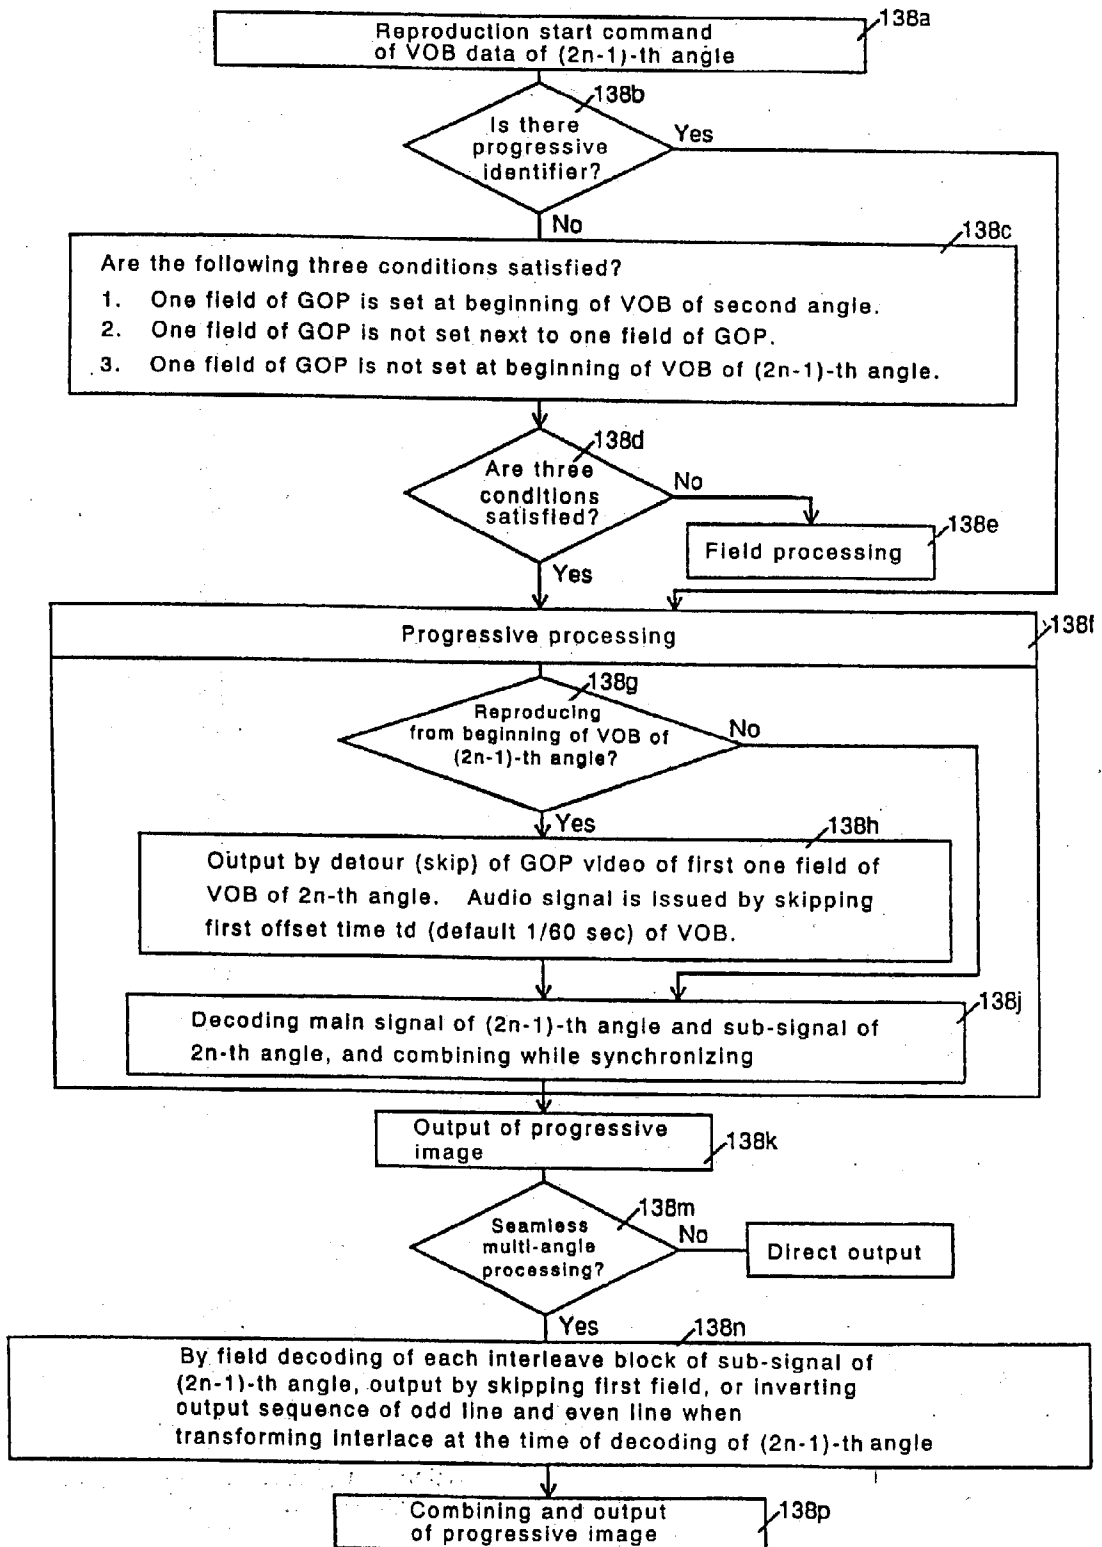 Reproduction start command
of VOB data of (2n-1)-th angle
138a
138b
Is there
progressive
identifier?
Yes
No
138c
Are the following three conditions satisfied?
1. One field of GOP is set at beginning of VOB of second angle.
2. One field of GOP is not set next to one field of GOP.
3. One field of GOP is not set at beginning of VOB of (2n-1)-th angle.
138d
Are three
conditions
satisfied?
No
138e
Field processing
Yes
Progressive processing
138f
138g
Reproducing
from beginning of VOB of
(2n-1)-th angle?
No
Yes
138h
Output by detour (skip) of GOP video of first one field of
VOB of 2n-th angle. Audio signal is issued by skipping
first offset time td (default 1/60 sec) of VOB.
138j
Decoding main signal of (2n-1)-th angle and sub-signal of
2n-th angle, and combining while synchronizing
Output of progressive
image
138k
138m
Seamless
multi-angle
processing?
No
Direct output
Yes
138n
By field decoding of each interleave block of sub-signal of
(2n-1)-th angle, output by skipping first field, or inverting
output sequence of odd line and even line when
transforming interlace at the time of decoding of (2n-1)-th angle
Combining and output
of progressive image
138p